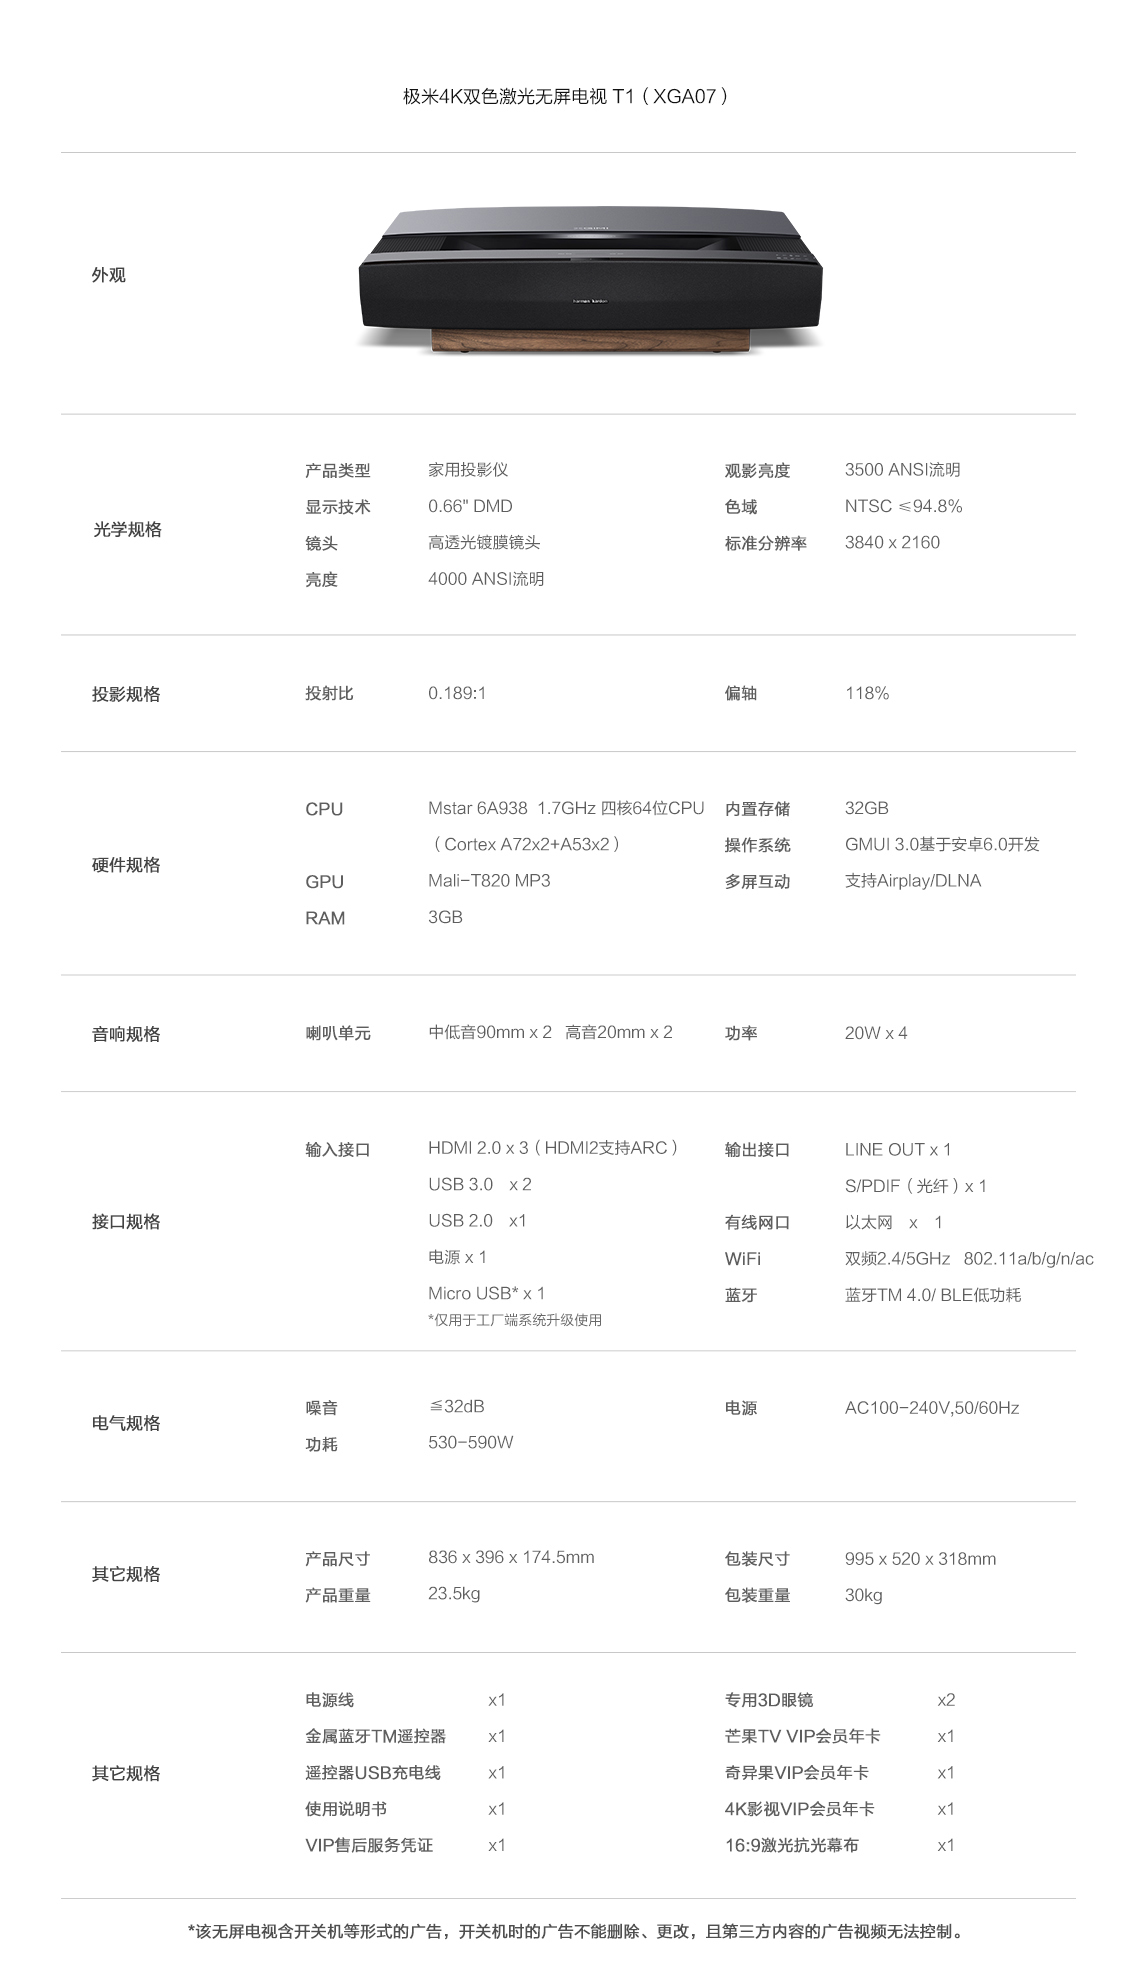 极米4K双色激光无屏电视 T1（XGA07）
外观
harman kardon
光学规格
产品类型 家用投影仪 观影亮度 3500 ANSI流明
显示技术 0.66" DMD 色域 NTSC ≤94.8%
镜头 高透光镀膜镜头 标准分辨率 3840 x 2160
亮度 4000 ANSI流明
投影规格 投射比 0.189:1 偏轴 118%
硬件规格
CPU Mstar 6A938 1.7GHz 四核64位CPU 内置存储 32GB
（Cortex A72x2+A53x2） 操作系统 GMUI 3.0基于安卓6.0开发
GPU Mali-T820 MP3 多屏互动 支持Airplay/DLNA
RAM 3GB
音响规格 喇叭单元 中低音90mm x 2 高音20mm x 2 功率 20W x 4
接口规格
输入接口 HDMI 2.0 x 3（HDMI2支持ARC） 输出接口 LINE OUT x 1
USB 3.0 x 2 S/PDIF（光纤）x 1
USB 2.0 x1 有线网口 以太网 x 1
电源 x 1 WiFi 双频2.4/5GHz 802.11a/b/g/n/ac
Micro USB* x 1 蓝牙 蓝牙TM 4.0/ BLE低功耗
*仅用于工厂端系统升级使用
电气规格
噪音 ≦32dB 电源 AC100-240V,50/60Hz
功耗 530-590W
其它规格
产品尺寸 836 x 396 x 174.5mm 包装尺寸 995 x 520 x 318mm
产品重量 23.5kg 包装重量 30kg
其它规格
电源线 x1 专用3D眼镜 x2
金属蓝牙TM遥控器 x1 芒果TV VIP会员年卡 x1
遥控器USB充电线 x1 奇异果VIP会员年卡 x1
使用说明书 x1 4K影视VIP会员年卡 x1
VIP售后服务凭证 x1 16:9激光抗光幕布 x1
*该无屏电视含开关机等形式的广告，开关机时的广告不能删除、更改，且第三方内容的广告视频无法控制。